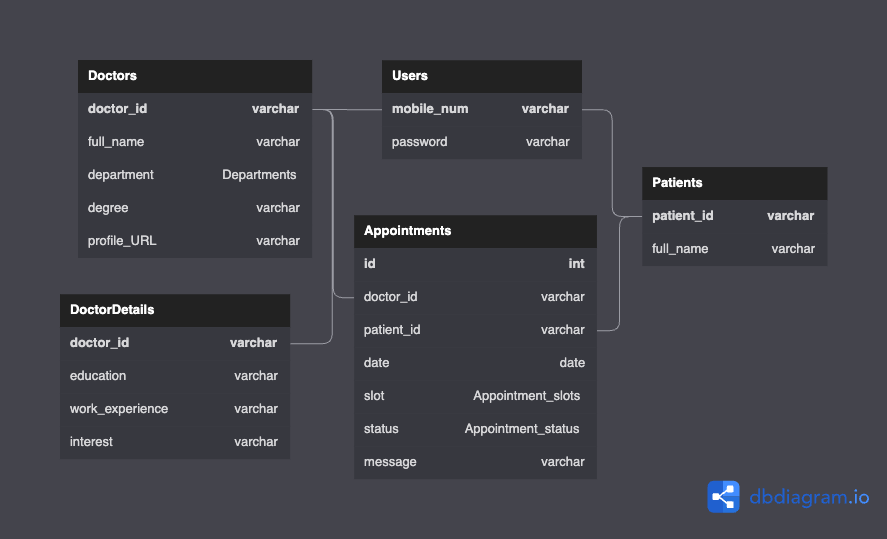 Doctors
doctor_id varchar
full_name varchar
department Departments
degree varchar
profile_URL varchar
Users
mobile_num varchar
password varchar
Patients
patient_id varchar
full_name varchar
Appointments
id int
doctor_id varchar
patient_id varchar
date date
slot Appointment_slots
status Appointment_status
message varchar
DoctorDetails
doctor_id varchar
education varchar
work_experience varchar
interest varchar
dbdiagram.io